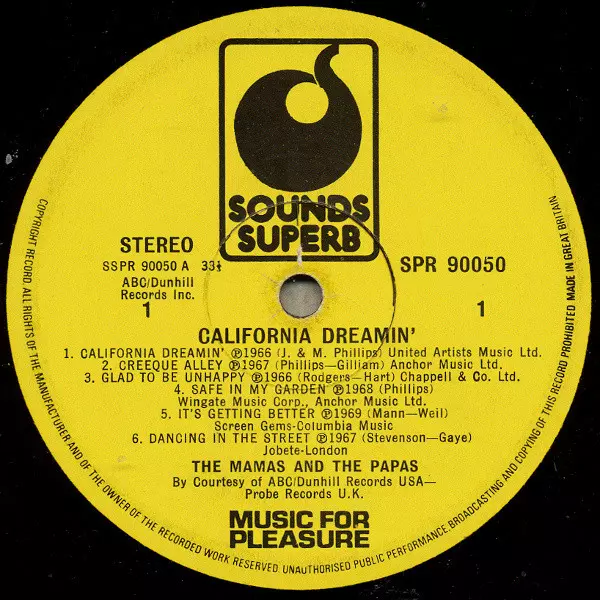 SOUNDS
SUPERB
STEREO
SSPR 90050 A 33⅓
ABC/Dunhill
Records Inc.
1
SPR 90050
1
CALIFORNIA DREAMIN'
1. CALIFORNIA DREAMIN' ℗1966 (J. & M. Phillips) United Artists Music Ltd.
2. CREEQUE ALLEY ℗1967 (Phillips—Gilliam) Anchor Music Ltd.
3. GLAD TO BE UNHAPPY ℗1966 (Rodgers—Hart) Chappell & Co. Ltd.
4. SAFE IN MY GARDEN ℗1968 (Phillips)
Wingate Music Corp., Anchor Music Ltd.
5. IT'S GETTING BETTER ℗1969 (Mann—Weil)
Screen Gems-Columbia Music
6. DANCING IN THE STREET ℗1967 (Stevenson—Gaye)
Jobete-London
THE MAMAS AND THE PAPAS
By Courtesy of ABC/Dunhill Records USA—
Probe Records U.K.
MUSIC FOR
PLEASURE
COPYRIGHT RECORD. ALL RIGHTS OF THE MANUFACTURER AND OF THE OWNER OF THE RECORDED WORK RESERVED. UNAUTHORISED PUBLIC PERFORMANCE, BROADCASTING AND COPYING OF THIS RECORD PROHIBITED MADE IN GREAT BRITAIN